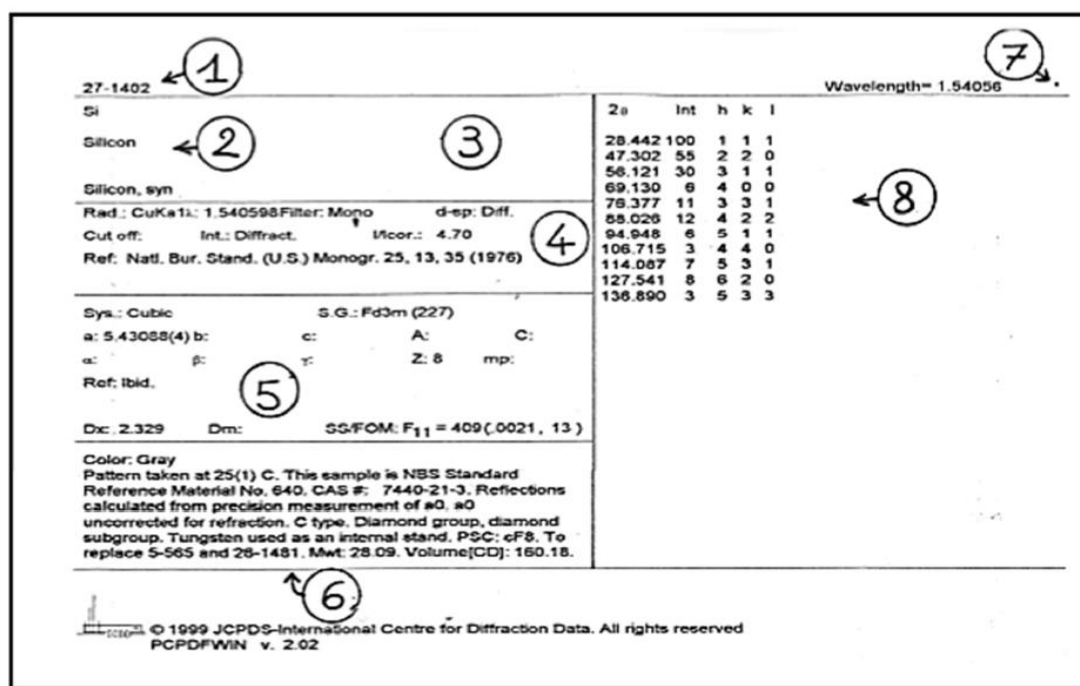 1
27-1402
7
Wavelength= 1.54056 *
Si
Silicon
2
3
Silicon, syn
Rad.: CuKa1λ: 1.540598 Filter: Mono d-sp: Diff.
Cut off: Int.: Diffract. I/Icor.: 4.70
4
Ref: Natl. Bur. Stand. (U.S.) Monogr. 25, 13, 35 (1976)
Sys.: Cubic S.G.: Fd3m (227)
a: 5.43088(4) b: c: A: C:
α: β: γ: Z: 8 mp:
Ref: Ibid.
5
Dx: 2.329 Dm: SS/FOM: F11 = 409(.0021, 13)
Color: Gray
Pattern taken at 25(1) C. This sample is NBS Standard
Reference Material No. 640. CAS #: 7440-21-3. Reflections
calculated from precision measurement of a0. a0
uncorrected for refraction. C type. Diamond group, diamond
subgroup. Tungsten used as an internal stand. PSC: cF8. To
replace 5-565 and 26-1481. Mwt: 28.09. Volume[CD]: 160.18.
6
2θ Int h k l
28.442 100 1 1 1
47.302 55 2 2 0
56.121 30 3 1 1
69.130 6 4 0 0
76.377 11 3 3 1
88.026 12 4 2 2
94.948 6 5 1 1
106.715 3 4 4 0
114.087 7 5 3 1
127.541 8 6 2 0
136.890 3 5 3 3
8
© 1999 JCPDS-International Centre for Diffraction Data. All rights reserved
PCPDFWIN v. 2.02